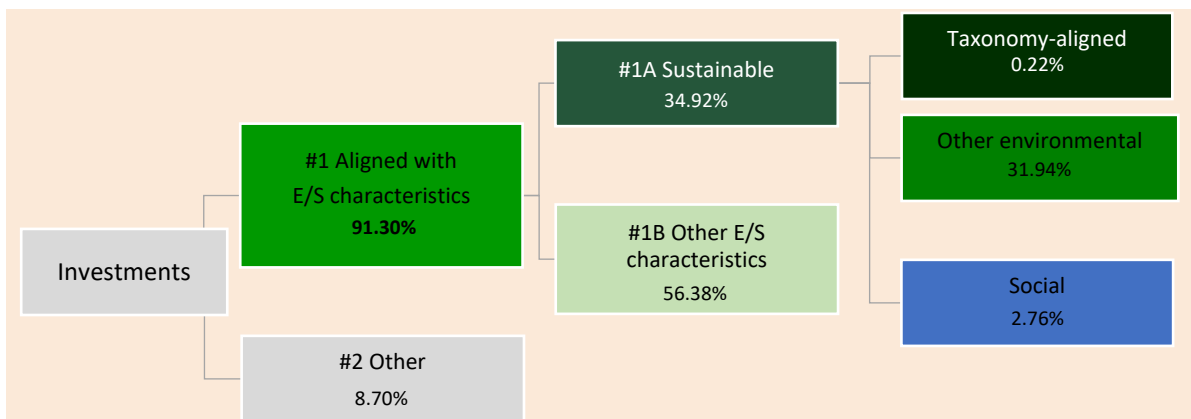 Investments
#1 Aligned with
E/S characteristics
91.30%
#2 Other
8.70%
#1A Sustainable
34.92%
#1B Other E/S
characteristics
56.38%
Taxonomy-aligned
0.22%
Other environmental
31.94%
Social
2.76%